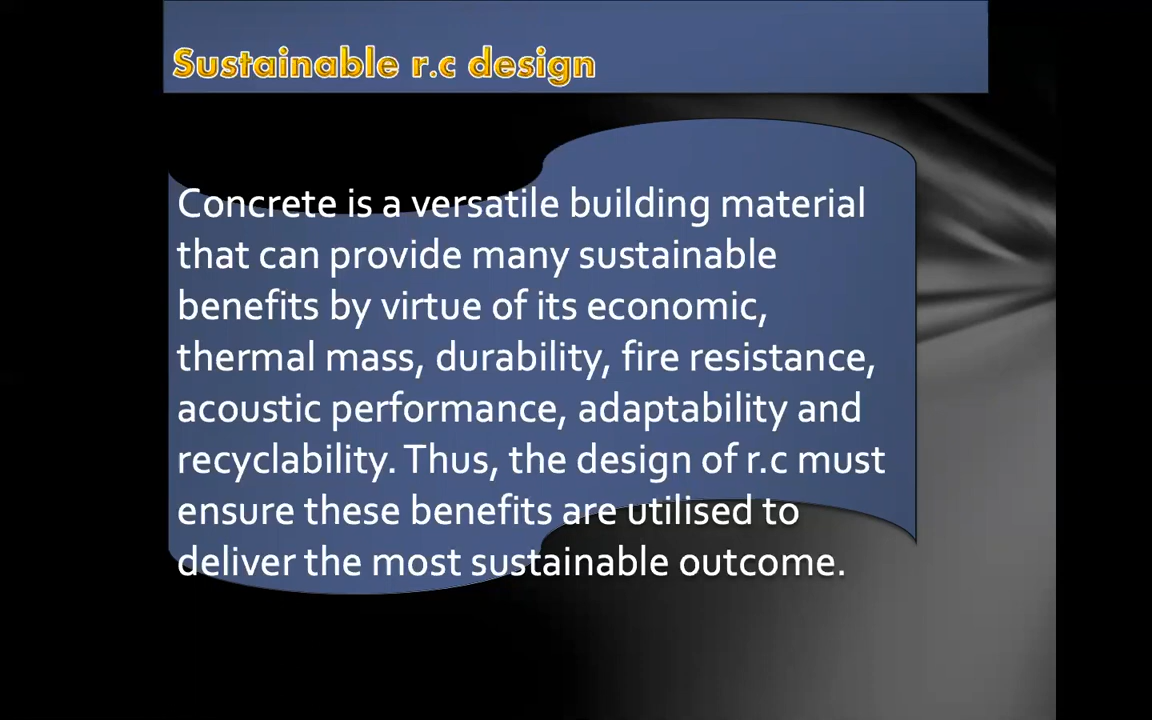 Sustainable r.c design
Concrete is a versatile building material
that can provide many sustainable
benefits by virtue of its economic,
thermal mass, durability, fire resistance,
acoustic performance, adaptability and
recyclability. Thus, the design of r.c must
ensure these benefits are utilised to
deliver the most sustainable outcome.